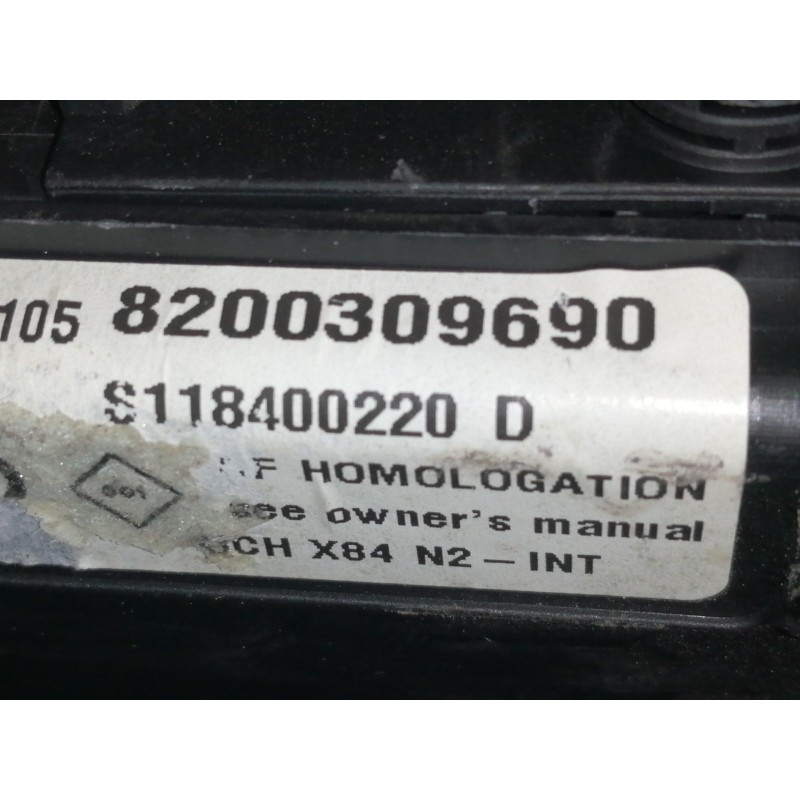 105 8200309690
S118400220 D
HOMOLOGATION
see owner's manual
X84 N2-INT